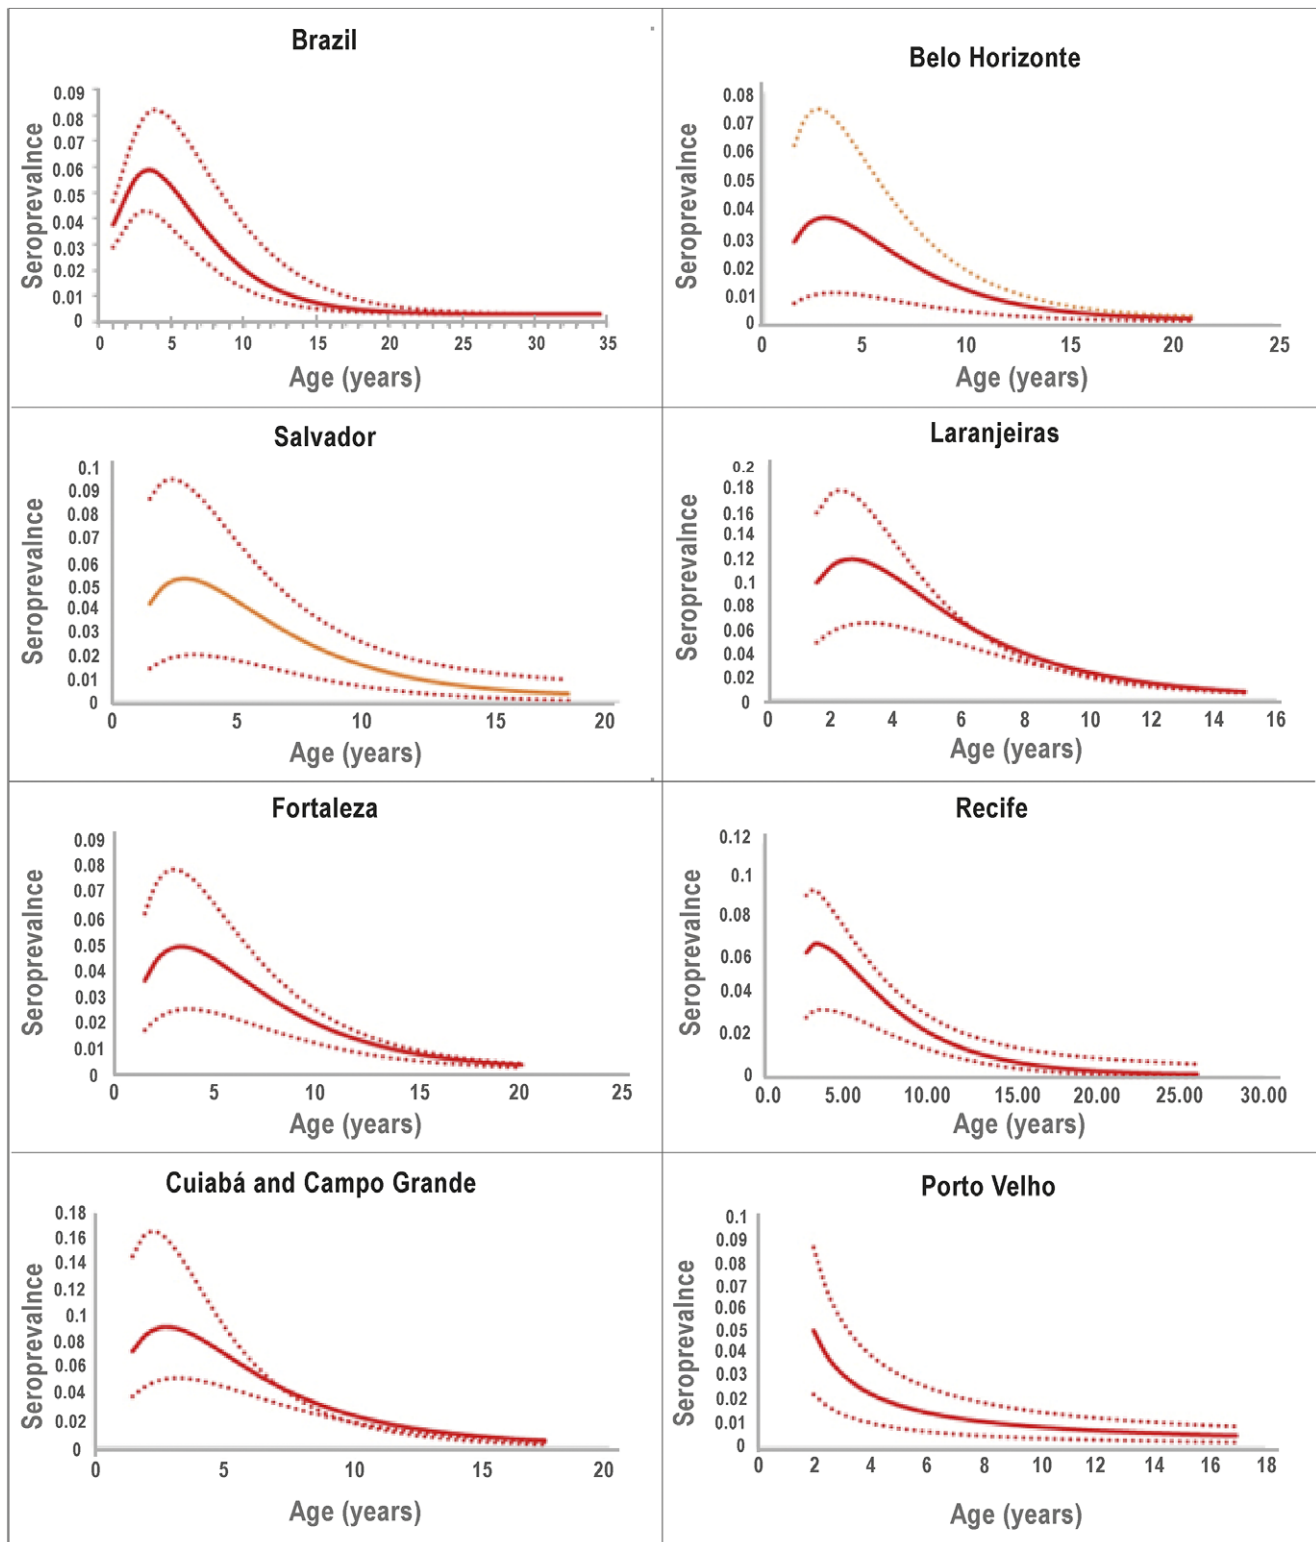 Brazil
Seroprevalnce
0.09
0.08
0.07
0.06
0.05
0.04
0.03
0.02
0.01
0
0 5 10 15 20 25 30 35
Age (years)
Belo Horizonte
Seroprevalnce
0.08
0.07
0.06
0.05
0.04
0.03
0.02
0.01
0
0 5 10 15 20 25
Age (years)
Salvador
Seroprevalnce
0.1
0.09
0.08
0.07
0.06
0.05
0.04
0.03
0.02
0.01
0
0 5 10 15 20
Age (years)
Laranjeiras
Seroprevalnce
0.2
0.18
0.16
0.14
0.12
0.1
0.08
0.06
0.04
0.02
0
0 2 4 6 8 10 12 14 16
Age (years)
Fortaleza
Seroprevalnce
0.09
0.08
0.07
0.06
0.05
0.04
0.03
0.02
0.01
0
0 5 10 15 20 25
Age (years)
Recife
Seroprevalnce
0.12
0.1
0.08
0.06
0.04
0.02
0
0.0 5.00 10.00 15.00 20.00 25.00 30.00
Age (years)
Cuiabá and Campo Grande
Seroprevalnce
0.18
0.16
0.14
0.12
0.1
0.08
0.06
0.04
0.02
0
0 5 10 15 20
Age (years)
Porto Velho
Seroprevalnce
0.1
0.09
0.08
0.07
0.06
0.05
0.04
0.03
0.02
0.01
0
0 2 4 6 8 10 12 14 16 18
Age (years)